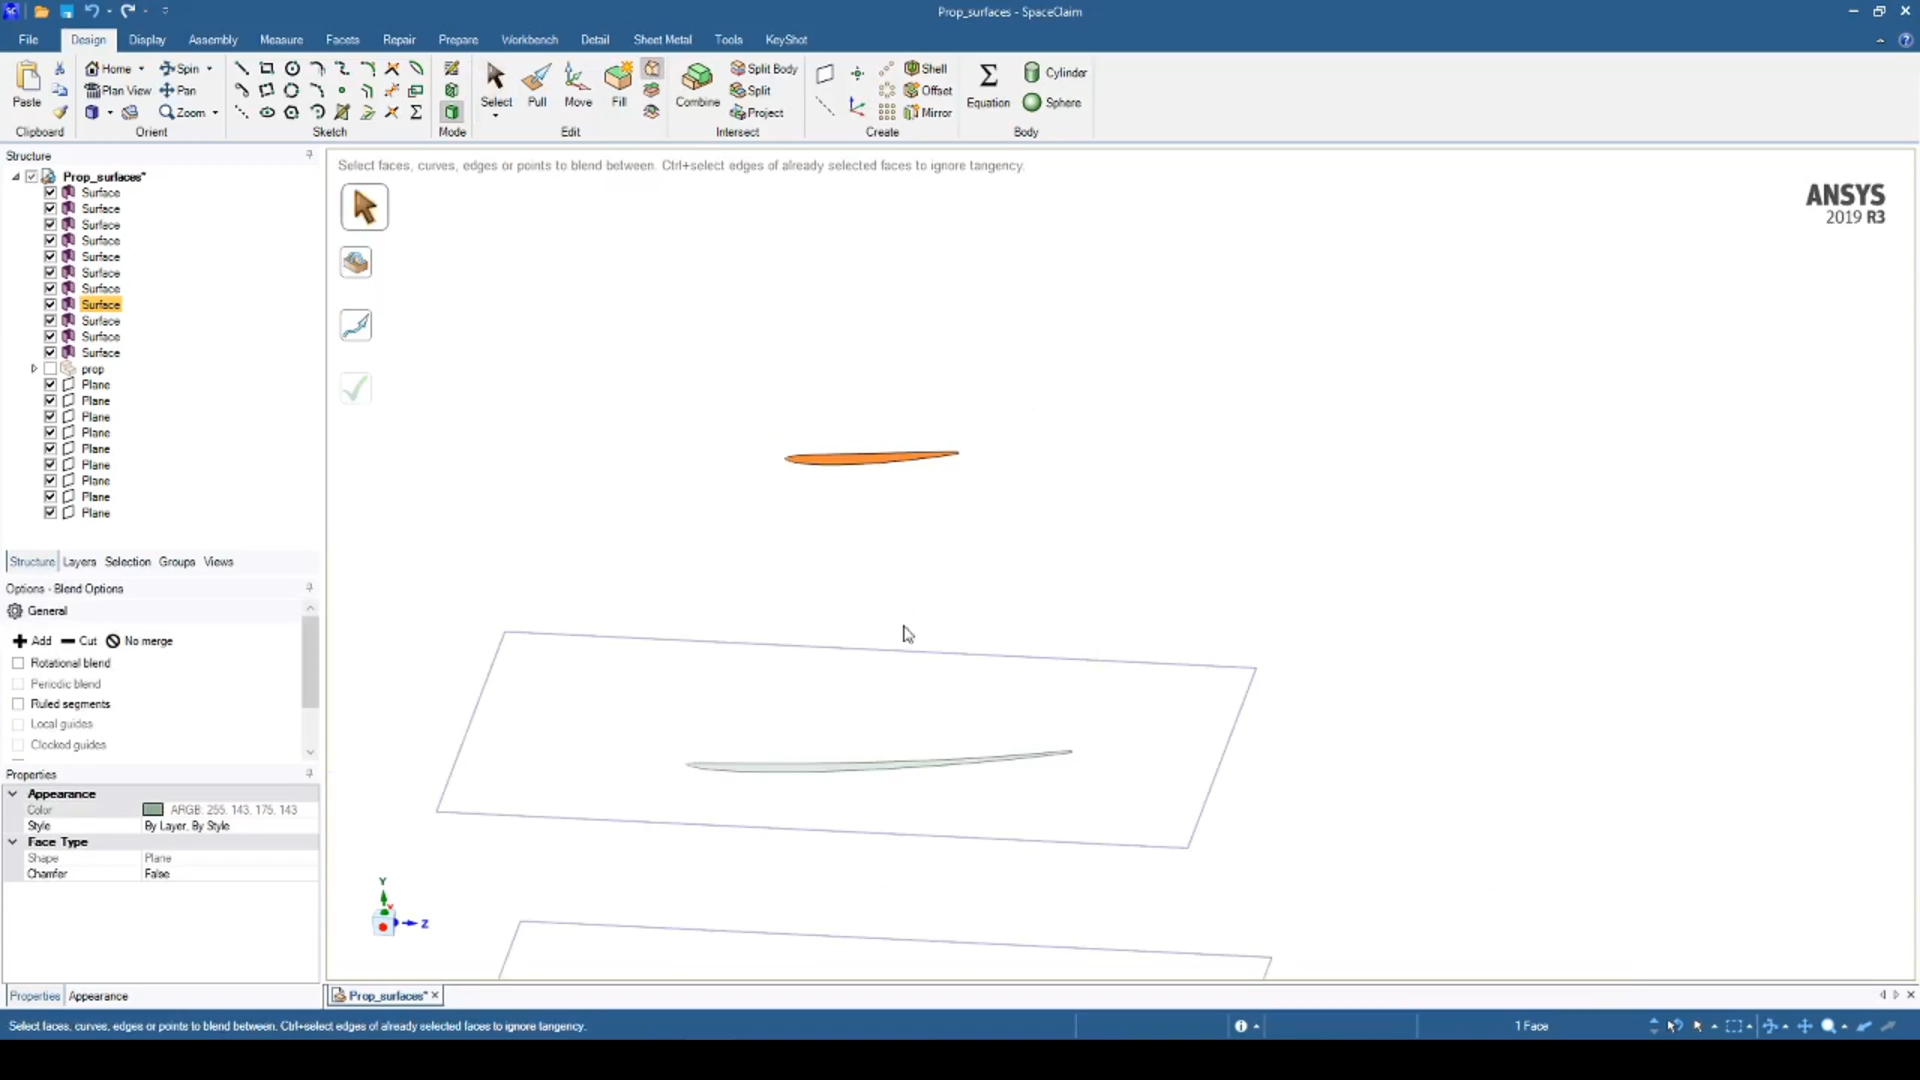 Prop_surfaces - SpaceClaim
File Design Display Assembly Measure Facets Repair Prepare Workbench Detail Sheet Metal Tools KeyShot
Paste
Clipboard
Home Spin
Plan View Pan
Zoom
Orient
Sketch
Mode
Select Pull Move Fill
Edit
Combine
Split Body
Split
Project
Intersect
Shell
Offset
Mirror
Create
Equation
Cylinder
Sphere
Body
Structure
Prop_surfaces*
Surface
Surface
Surface
Surface
Surface
Surface
Surface
Surface
Surface
Surface
Surface
prop
Plane
Plane
Plane
Plane
Plane
Plane
Plane
Plane
Plane
Structure Layers Selection Groups Views
Options - Blend Options
General
Add Cut No merge
Rotational blend
Periodic blend
Ruled segments
Local guides
Clocked guides
Properties
Appearance
Color ARGB: 255, 143, 175, 143
Style By Layer, By Style
Face Type
Shape Plane
Chamfer False
Properties Appearance
Select faces, curves, edges or points to blend between. Ctrl+select edges of already selected faces to ignore tangency.
ANSYS
2019 R3
Y
Z
Prop_surfaces*
Select faces, curves, edges or points to blend between. Ctrl+select edges of already selected faces to ignore tangency.
1 Face